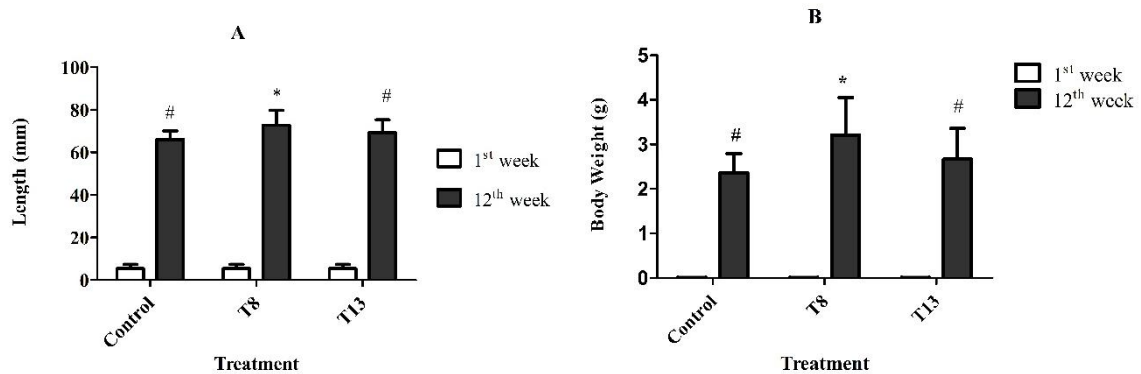 A
Length (mm)
100
80
60
40
20
0
#
*
#
Control
T8
T13
Treatment
1st week
12th week
B
Body Weight (g)
5
4
3
2
1
0
#
*
#
Control
T8
T13
Treatment
1st week
12th week